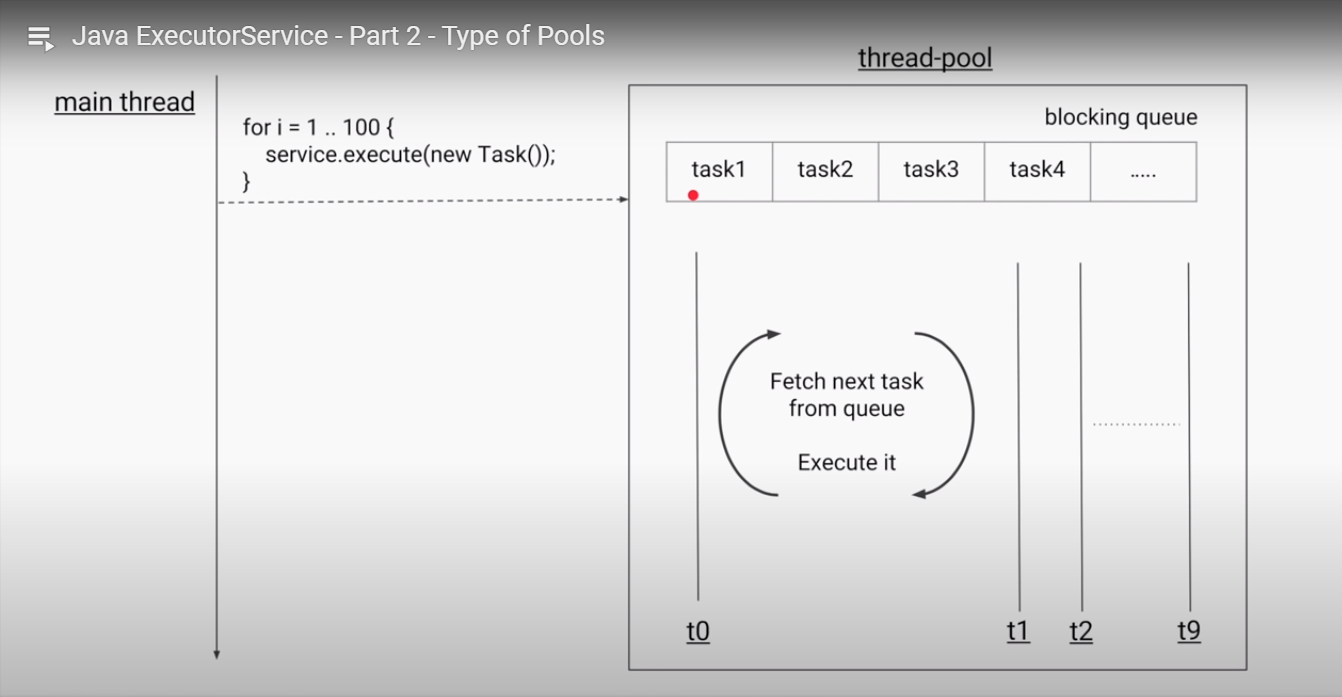 Java ExecutorService - Part 2 - Type of Pools
thread-pool
main thread
for i = 1 .. 100 {
service.execute(new Task());
}
blocking queue
task1 task2 task3 task4 .....
Fetch next task
from queue
Execute it
t0 t1 t2 t9